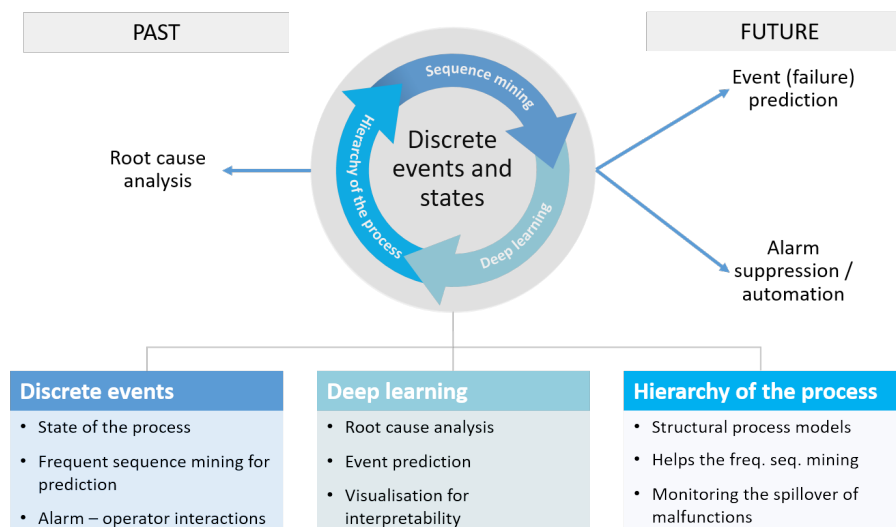 PAST
FUTURE
Sequence mining
Deep learning
Hierarchy of the process
Discrete
events and
states
Root cause
analysis
Event (failure)
prediction
Alarm
suppression /
automation
Discrete events
• State of the process
• Frequent sequence mining for
prediction
• Alarm – operator interactions
Deep learning
• Root cause analysis
• Event prediction
• Visualisation for
interpretability
Hierarchy of the process
• Structural process models
• Helps the freq. seq. mining
• Monitoring the spillover of
malfunctions